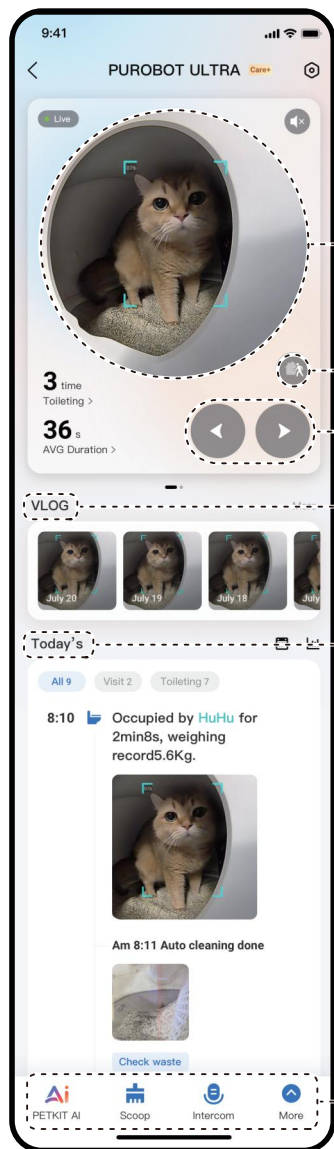 9:41
PUROBOT ULTRA Care+
Live
3 time
Toileting >
36 s
AVG Duration >
VLOG
July 20
July 19
July 18
July
Today's
All 9
Visit 2
Toileting 7
8:10
Occupied by HuHu for
2min8s, weighing
record5.6Kg.
Am 8:11 Auto cleaning done
Check waste
Ai
PETKIT AI
Scoop
Intercom
More